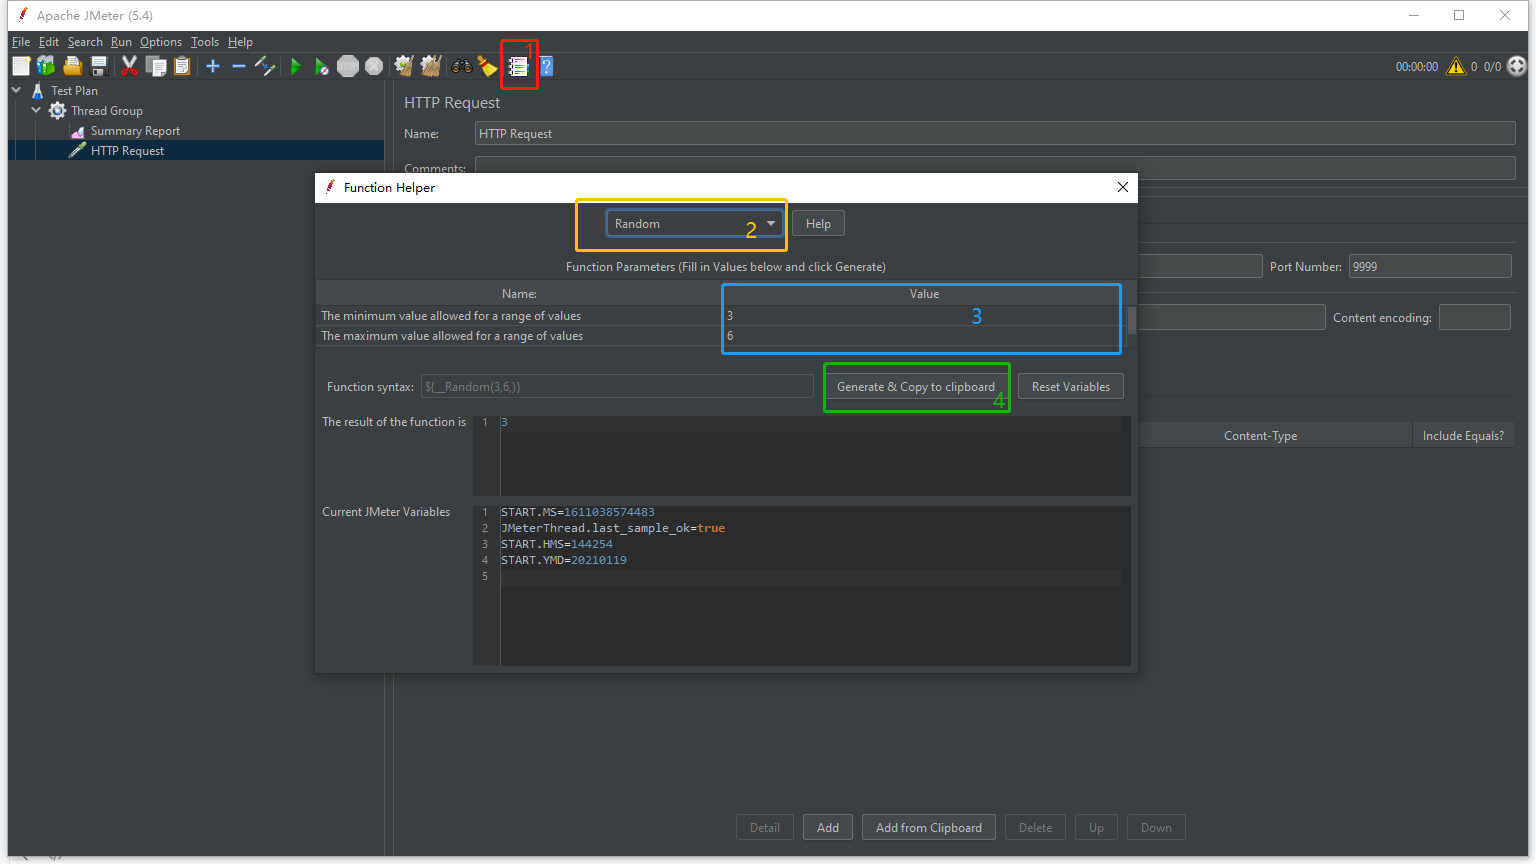 Apache JMeter (5.4)
File Edit Search Run Options Tools Help
1
00:00:00 0 0/0
Test Plan
Thread Group
Summary Report
HTTP Request
HTTP Request
Name: HTTP Request
Comments:
Function Helper
Random 2 Help
Function Parameters (Fill in Values below and click Generate)
Port Number: 9999
Name: Value
The minimum value allowed for a range of values 3 3
The maximum value allowed for a range of values 6
Content encoding:
Function syntax: ${__Random(3,6,)} Generate & Copy to clipboard 4 Reset Variables
The result of the function is 1 3
Content-Type Include Equals?
Current JMeter Variables
1 START.MS=1611038574483
2 JMeterThread.last_sample_ok=true
3 START.HMS=144254
4 START.YMD=20210119
5
Detail Add Add from Clipboard Delete Up Down